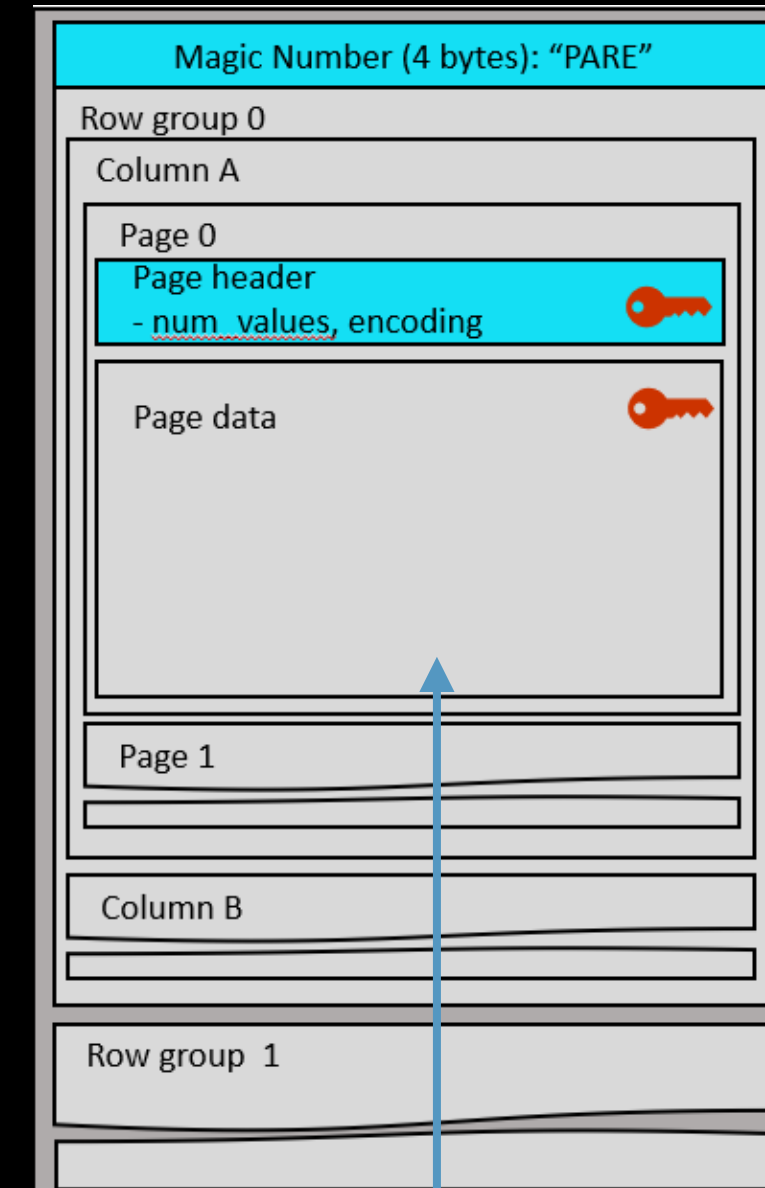 Magic Number (4 bytes): “PARE”
Row group 0
Column A
Page 0
Page header
- num_values, encoding
Page data
Page 1
Column B
Row group 1